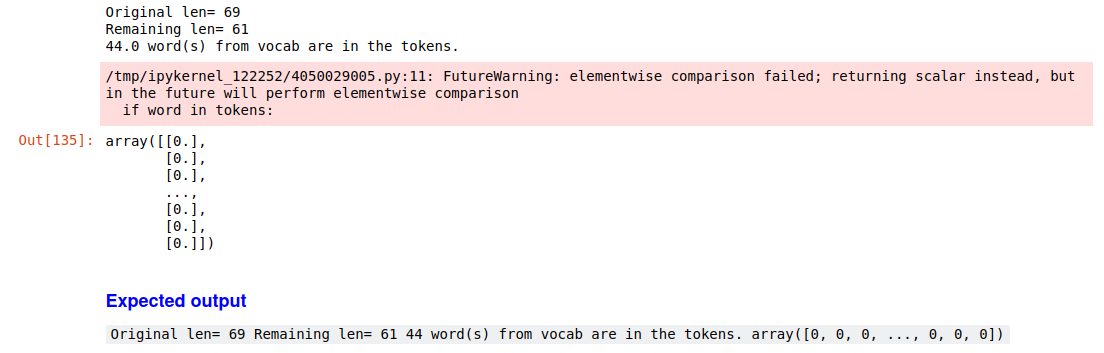 Original len= 69
Remaining len= 61
44.0 word(s) from vocab are in the tokens.
/tmp/ipykernel_122252/4050029005.py:11: FutureWarning: elementwise comparison failed; returning scalar instead, but
in the future will perform elementwise comparison
  if word in tokens:
Out[135]: array([[0.],
       [0.],
       [0.],
       ...,
       [0.],
       [0.],
       [0.]])
Expected output
Original len= 69 Remaining len= 61 44 word(s) from vocab are in the tokens. array([0, 0, 0, ..., 0, 0, 0])